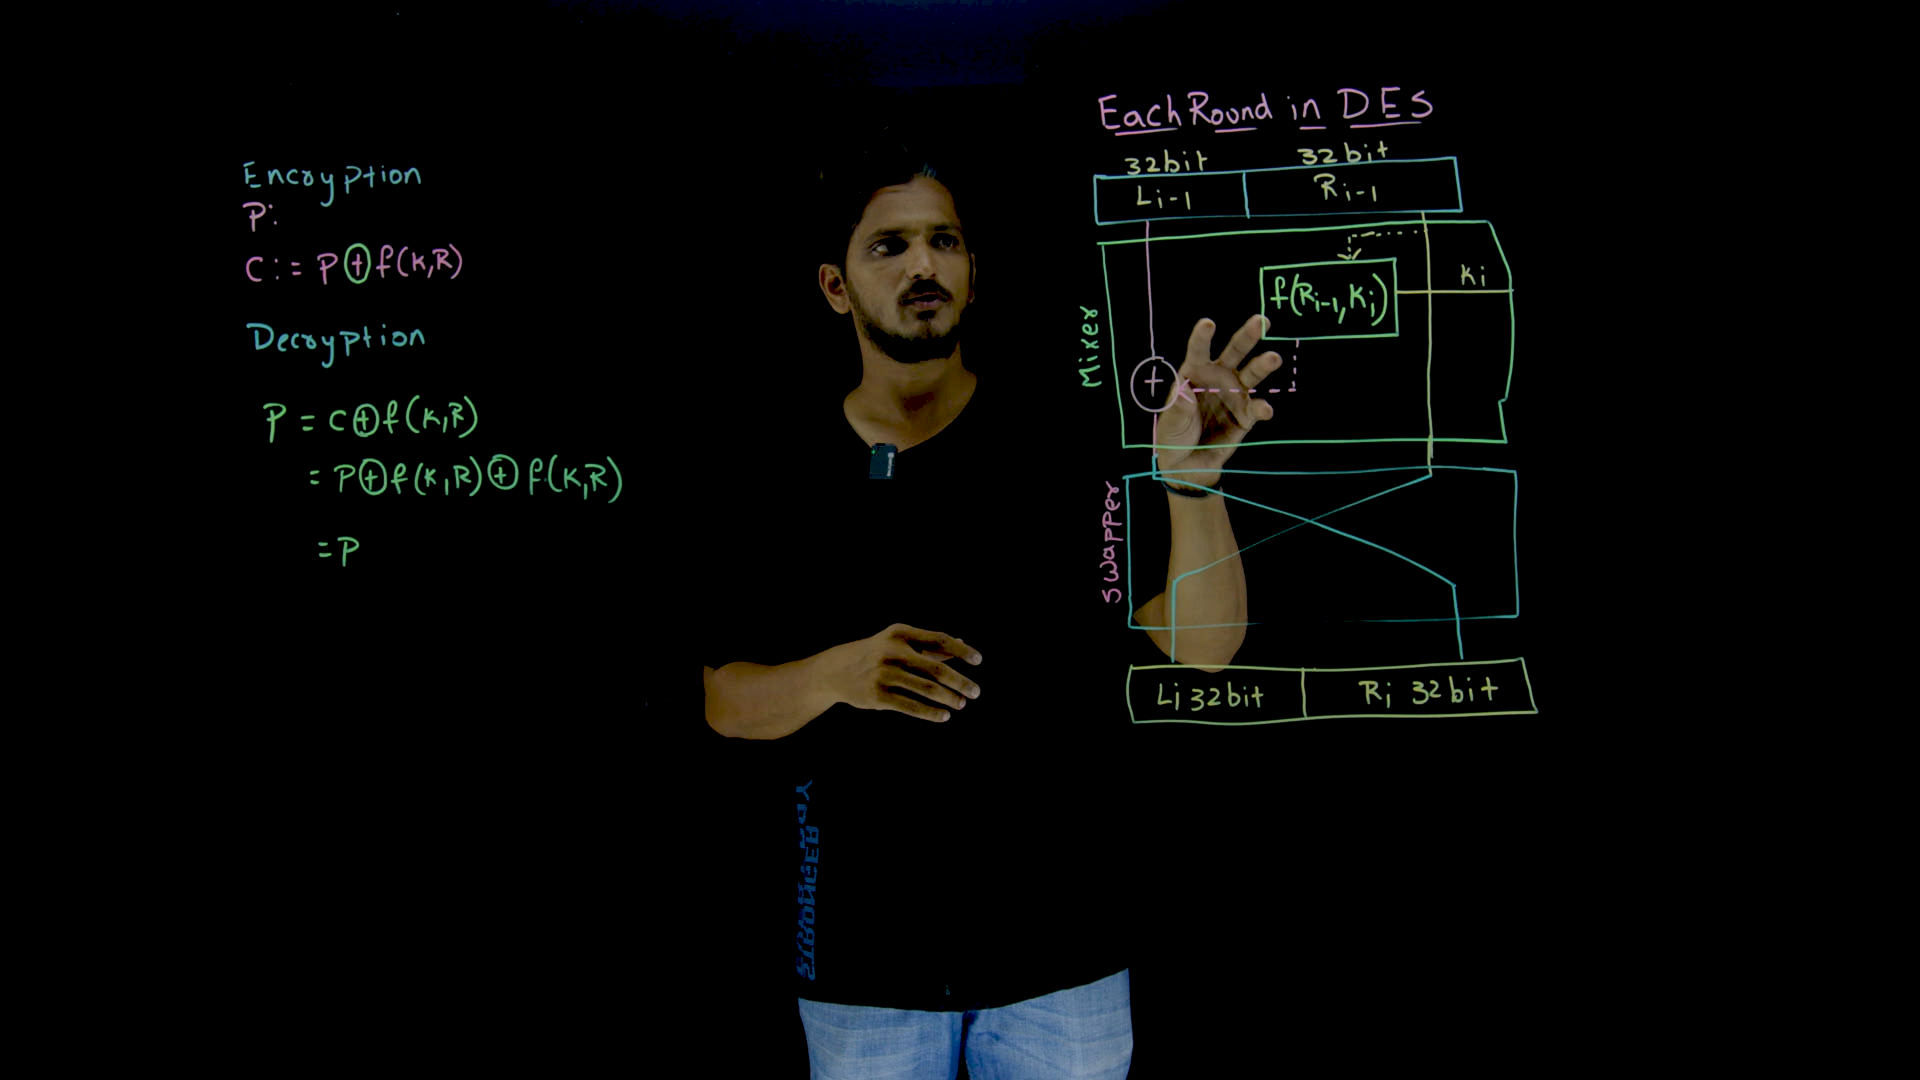 Encryption
P:
C:= P⊕f(K,R)
Decryption
P = C⊕f(K,R)
= P⊕f(K,R)⊕f(K,R)
= P
Each Round in DES
32bit 32bit
Li-1 Ri-1
Mixer
f(Ri-1,Ki)
Ki
+
Swapper
Li 32bit Ri 32bit